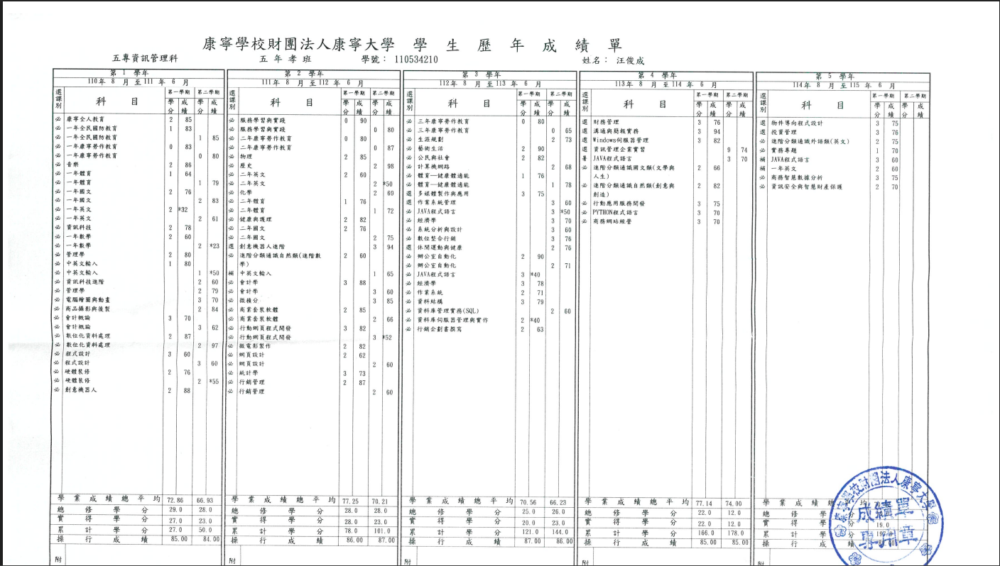 康寧學校財團法人康寧大學 學 生 歷 年 成 績 單
五專資訊管理科 五 年 孝 班 學號： 110534210 姓名： 汪俊成
第 1 學年
110年 8 月 至111 年 6 月
選課別 科 目 第一學期 第二學期
學分 成績 學分 成績
必 康寧全人教育 2 85
必 一年全民國防教育 1 83
必 一年全民國防教育 1 85
必 一年康寧勞作教育 0 83
必 一年康寧勞作教育 0 80
必 音樂 2 86
必 一年體育 1 64
必 一年體育 1 79
必 一年國文 2 76
必 一年國文 2 83
必 一年英文 2 *32
必 一年英文 2 61
必 資訊科技 2 78
必 一年數學 2 60
必 一年數學 2 *23
必 管理學 2 80
必 中英文輸入 1 80
必 中英文輸入 1 *50
必 資訊科技進階 2 60
必 管理學 2 79
必 電腦繪圖與動畫 3 70
必 商品攝影與後製 2 84
必 會計概論 3 70
必 會計概論 3 62
必 數位化資料處理 2 87
必 數位化資料處理 2 97
必 程式設計 3 60
必 程式設計 3 60
必 硬體裝修 2 76
必 硬體裝修 2 *55
必 創意機器人 2 88
學 業 成 績 總 平 均 72.86 66.93
總 修 學 分 29.0 28.0
實 得 學 分 27.0 23.0
累 計 學 分 27.0 50.0
操 行 成 績 85.00 84.00
附
第 2 學年
111年 8 月 至112 年 6 月
選課別 科 目 第一學期 第二學期
學分 成績 學分 成績
必 服務學習與實踐 0 90
必 服務學習與實踐 0 80
必 二年康寧勞作教育 0 80
必 二年康寧勞作教育 0 87
必 物理 2 85
必 歷史 2 98
必 二年英文 2 60
必 二年英文 2 *50
必 化學 2 69
必 二年體育 1 76
必 二年體育 1 72
必 健康與護理 2 82
必 二年國文 2 76
必 二年國文 2 75
選 創意機器人進階 3 94
必 進階分類通識自然類(進階數 2 60
學)
補 中英文輸入 1 65
必 會計學 3 88
必 會計學 3 60
必 微積分 3 85
必 商業套裝軟體 2 85
必 商業套裝軟體 2 66
必 行動網頁程式開發 3 82
必 行動網頁程式開發 3 *52
必 微電影製作 2 82
必 網頁設計 2 62
必 網頁設計 2 60
必 統計學 3 73
必 行銷管理 2 87
必 行銷管理 2 60
學 業 成 績 總 平 均 77.25 70.21
總 修 學 分 28.0 28.0
實 得 學 分 28.0 23.0
累 計 學 分 78.0 101.0
操 行 成 績 86.00 87.00
附
第 3 學年
112年 8 月 至113 年 6 月
選課別 科 目 第一學期 第二學期
學分 成績 學分 成績
必 三年康寧勞作教育 0 80
必 三年康寧勞作教育 0 65
必 生涯規劃 2 73
必 藝術生活 2 90
必 公民與社會 2 82
必 計算機網路 2 68
必 體育—健康體適能 1 76
必 體育—健康體適能 1 78
選 多媒體製作與應用 3 75
選 作業系統管理 3 60
必 JAVA程式語言 3 *50
必 經濟學 3 70
必 系統分析與設計 3 60
必 數位整合行銷 3 76
選 休閒運動與健康 2 76
必 辦公室自動化 2 90
必 辦公室自動化 2 71
必 JAVA程式語言 3 *40
必 經濟學 3 78
必 作業系統 2 71
必 資料結構 3 79
必 資料庫管理實務(SQL) 2 60
必 資料庫伺服器管理與實作 2 *40
必 行銷企劃書撰寫 2 63
學 業 成 績 總 平 均 70.56 66.23
總 修 學 分 25.0 26.0
實 得 學 分 20.0 23.0
累 計 學 分 121.0 144.0
操 行 成 績 87.00 86.00
附
第 4 學年
113年 8 月 至114 年 6 月
選課別 科 目 第一學期 第二學期
學分 成績 學分 成績
選 財務管理 3 76
選 溝通與簡報實務 3 94
選 Windows伺服器管理 3 82
選 資訊管理企業實習 9 74
暑 JAVA程式語言 3 70
必 進階分類通識國文類(文學與 2 66
人生)
必 進階分類通識自然類(創意與 2 82
創造)
必 行動應用服務開發 3 75
必 PYTHON程式語言 3 70
必 商務網站經營 3 70
學 業 成 績 總 平 均 77.14 74.00
總 修 學 分 22.0 12.0
實 得 學 分 22.0 12.0
累 計 學 分 166.0 178.0
操 行 成 績 85.00 85.00
附
第 5 學年
114年 8 月 至115 年 6 月
選課別 科 目 第一學期 第二學期
學分 成績 學分 成績
選 物件導向程式設計 3 75
選 投資管理 3 76
必 進階分類通識外語類(英文) 2 75
必 實務專題 1 70
補 JAVA程式語言 3 60
補 一年英文 2 60
必 商務智慧數據分析 3 75
必 資訊安全與智慧財產保護 2 70
學 業 成 績
總 修 學
實 得 學 分 19.0
累 計 學 分
操 行 成
附
康寧學校財團法人康寧大學
成績單
專用章